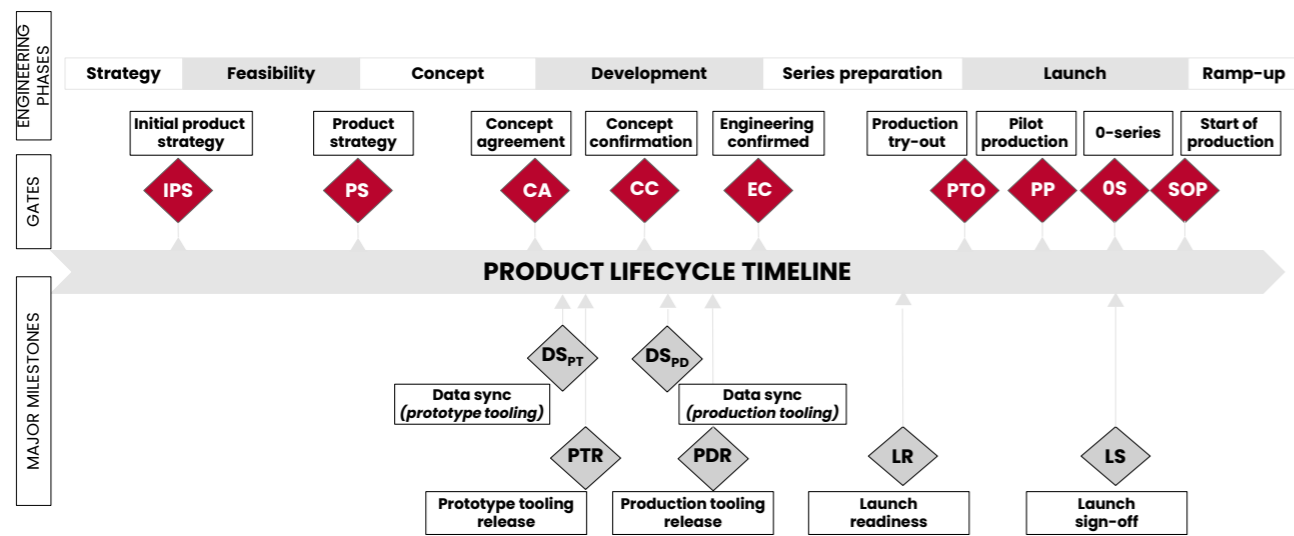 ENGINEERING
PHASES
Strategy
Feasibility
Concept
Development
Series preparation
Launch
Ramp-up
Initial product
strategy
Product
strategy
Concept
agreement
Concept
confirmation
Engineering
confirmed
Production
try-out
Pilot
production
0-series
Start of
production
GATES
IPS
PS
CA
CC
EC
PTO
PP
0S
SOP
PRODUCT LIFECYCLE TIMELINE
MAJOR MILESTONES
DSPT
DSPD
Data sync
(prototype tooling)
Data sync
(production tooling)
PTR
PDR
LR
LS
Prototype tooling
release
Production tooling
release
Launch
readiness
Launch
sign-off